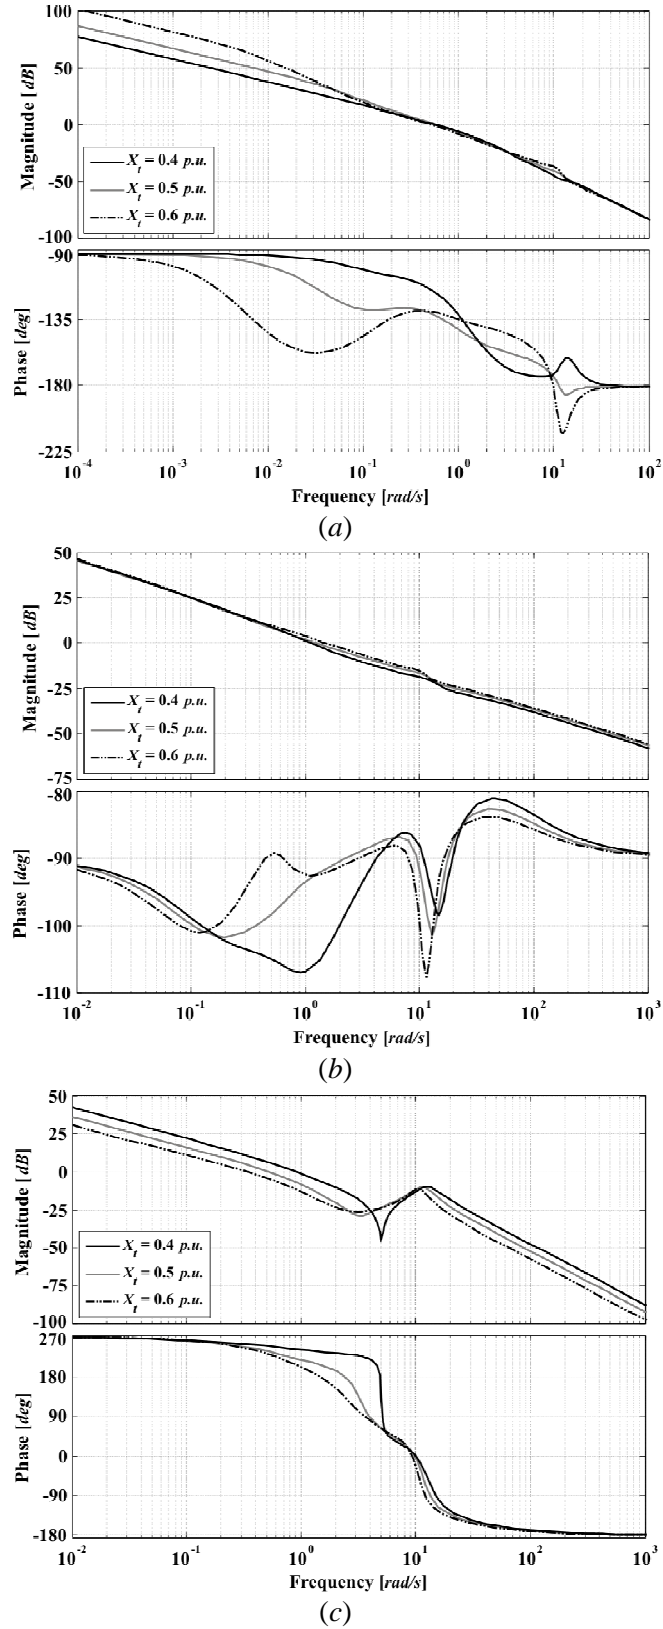 100
50
0
-50
-100
Magnitude [dB]
X_t = 0.4 p.u.
X_t = 0.5 p.u.
X_t = 0.6 p.u.
-90
-135
-180
-225
Phase [deg]
10^-4 10^-3 10^-2 10^-1 10^0 10^1 10^2
Frequency [rad/s]
(a)
50
25
0
-25
-50
-75
Magnitude [dB]
X_t = 0.4 p.u.
X_t = 0.5 p.u.
X_t = 0.6 p.u.
-80
-90
-100
-110
Phase [deg]
10^-2 10^-1 10^0 10^1 10^2 10^3
Frequency [rad/s]
(b)
50
25
0
-25
-50
-75
-100
Magnitude [dB]
X_t = 0.4 p.u.
X_t = 0.5 p.u.
X_t = 0.6 p.u.
270
180
90
0
-90
-180
Phase [deg]
10^-2 10^-1 10^0 10^1 10^2 10^3
Frequency [rad/s]
(c)